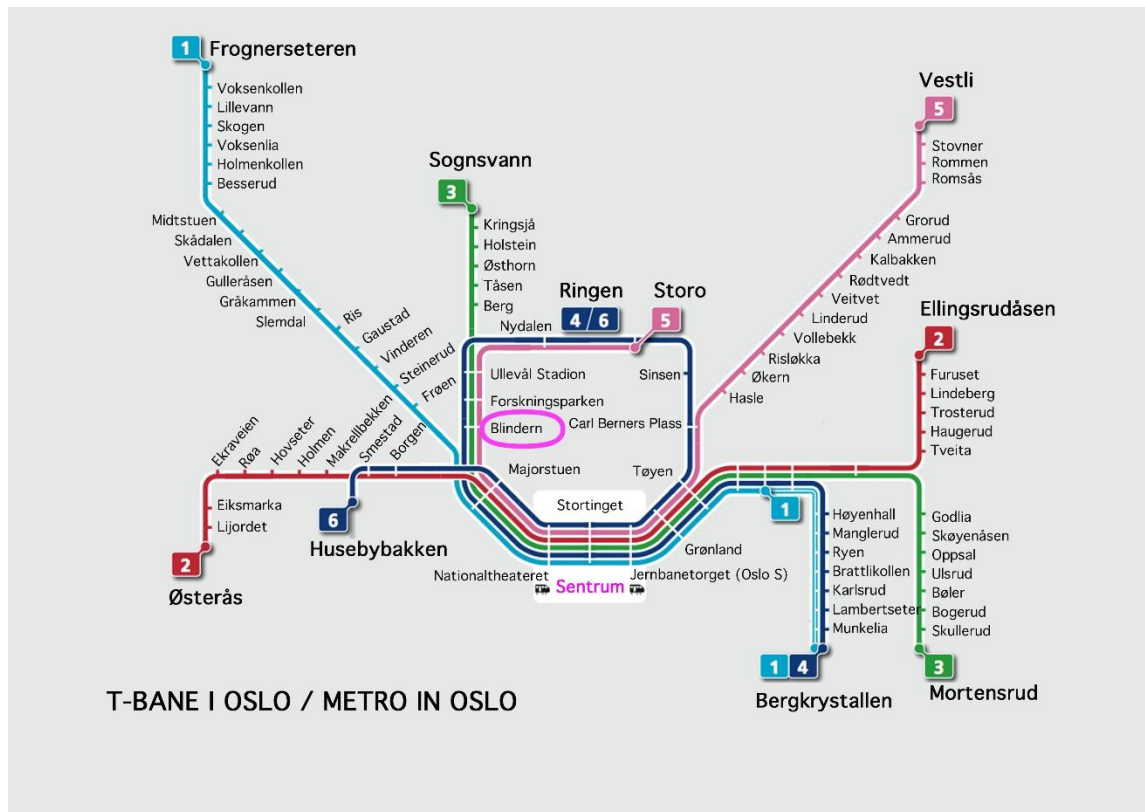 1 Frognerseteren
Voksenkollen
Lillevann
Skogen
Voksenlia
Holmenkollen
Besserud
Midtstuen
Skådalen
Vettakollen
Gulleråsen
Gråkammen
Slemdal
Ris
Gaustad
Vinderen
Steinerud
Frøen
Sognsvann
3
Kringsjå
Holstein
Østhorn
Tåsen
Berg
Ringen
4/6
Storo
5
Nydalen
Ullevål Stadion
Forskningsparken
Blindern
Sinsen
Carl Berners Plass
Majorstuen
Tøyen
Vestli
5
Stovner
Rommen
Romsås
Grorud
Ammerud
Kalbakken
Rødtvedt
Veitvet
Linderud
Vollebekk
Risløkka
Økern
Hasle
Ellingsrudåsen
2
Furuset
Lindeberg
Trosterud
Haugerud
Tveita
Ekraveien
Røa
Hovseter
Holmen
Makrellbekken
Smestad
Borgen
Eiksmarka
Lijordet
2
Østerås
6
Husebybakken
Stortinget
Nationaltheateret
Sentrum
Jernbanetorget (Oslo S)
Grønland
1
Høyenhall
Manglerud
Ryen
Brattlikollen
Karlsrud
Lambertseter
Munkelia
1 4
Bergkrystallen
Godlia
Skøyenåsen
Oppsal
Ulsrud
Bøler
Bogerud
Skullerud
3
Mortensrud
T-BANE I OSLO / METRO IN OSLO